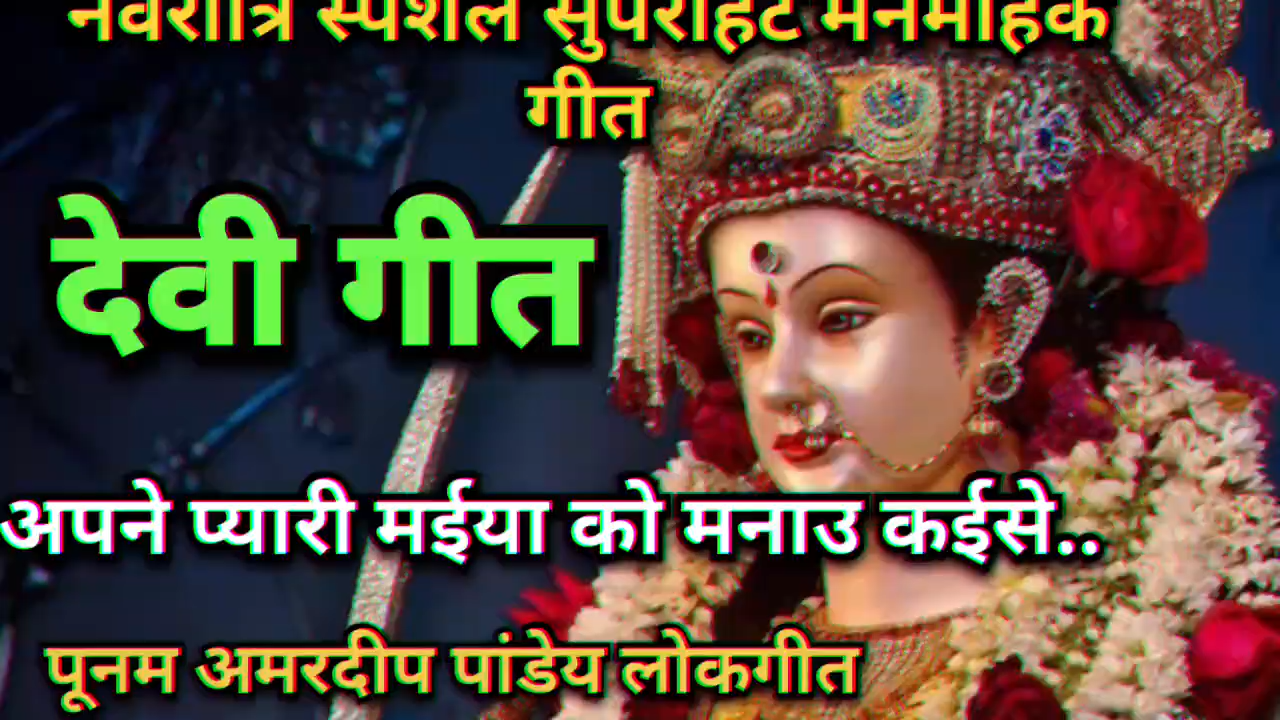 नवरात्रि स्पेशल सुपरहिट मनमोहक
गीत
देवी गीत
अपने प्यारी मईया को मनाउ कईसे..
पूनम अमरदीप पांडेय लोकगीत